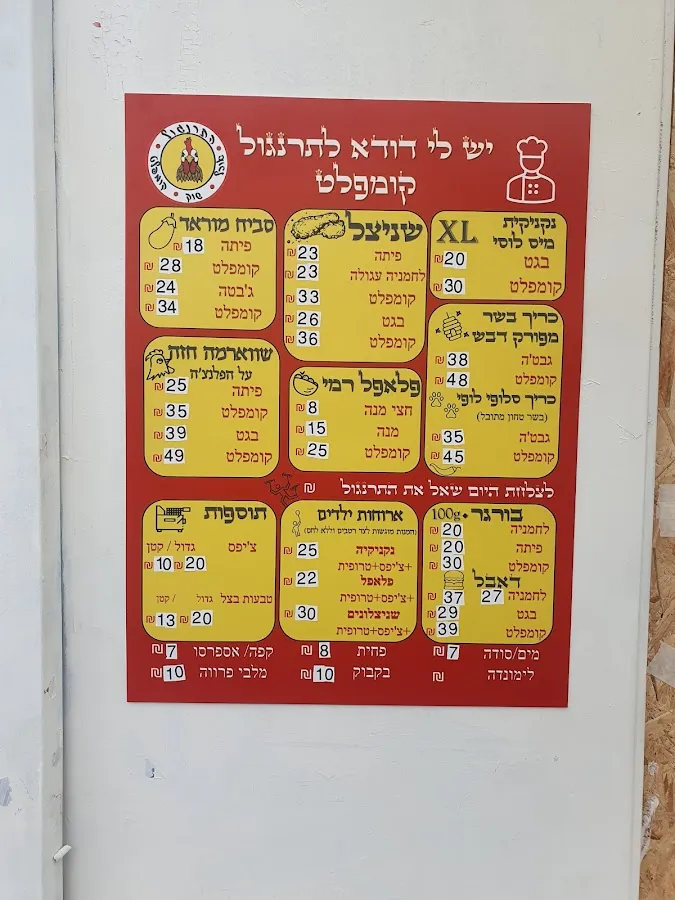 יש לי דודא לתרנגול
קומפלט
נקניקית
מיס לוסי XL
בגט 20 ₪
קומפלט 30 ₪
שניצל
פיתה 23 ₪
לחמניה עגולה 23 ₪
קומפלט 33 ₪
בגט 26 ₪
קומפלט 36 ₪
סביח מוראד
פיתה 18 ₪
קומפלט 28 ₪
ג'בטה 24 ₪
קומפלט 34 ₪
כריך בשר
מפורק דבש
גבט'ה 38 ₪
קומפלט 48 ₪
כריך סלופי לופי
(בשר טחון מתובל)
גבט'ה 35 ₪
קומפלט 45 ₪
פלאפל רמי
חצי מנה 8 ₪
מנה 15 ₪
קומפלט 25 ₪
שווארמה חזה
על הפלנצ'ה
פיתה 25 ₪
קומפלט 35 ₪
בגט 39 ₪
קומפלט 49 ₪
לצלחת היום שאל את התרנגול ₪
בורגר 100g
לחמניה 20 ₪
פיתה 20 ₪
קומפלט 30 ₪
דאבל
לחמניה 27 37 ₪
בגט 29 ₪
קומפלט 39 ₪
ארוחות ילדים
נקניקיה 25 ₪
+צ'יפס+טרופית
פלאפל 22 ₪
+צ'יפס+טרופית
שניצלונים 30 ₪
+צ'יפס+טרופית
תוספות
צ'יפס גדול / קטן
20 ₪ 10 ₪
טבעות בצל גדול / קטן
20 ₪ 13 ₪
מים/סודה 7 ₪
לימונדה ₪
פחית 8 ₪
בקבוק 10 ₪
קפה/ אספרסו 7 ₪
מלבי פרווה 10 ₪